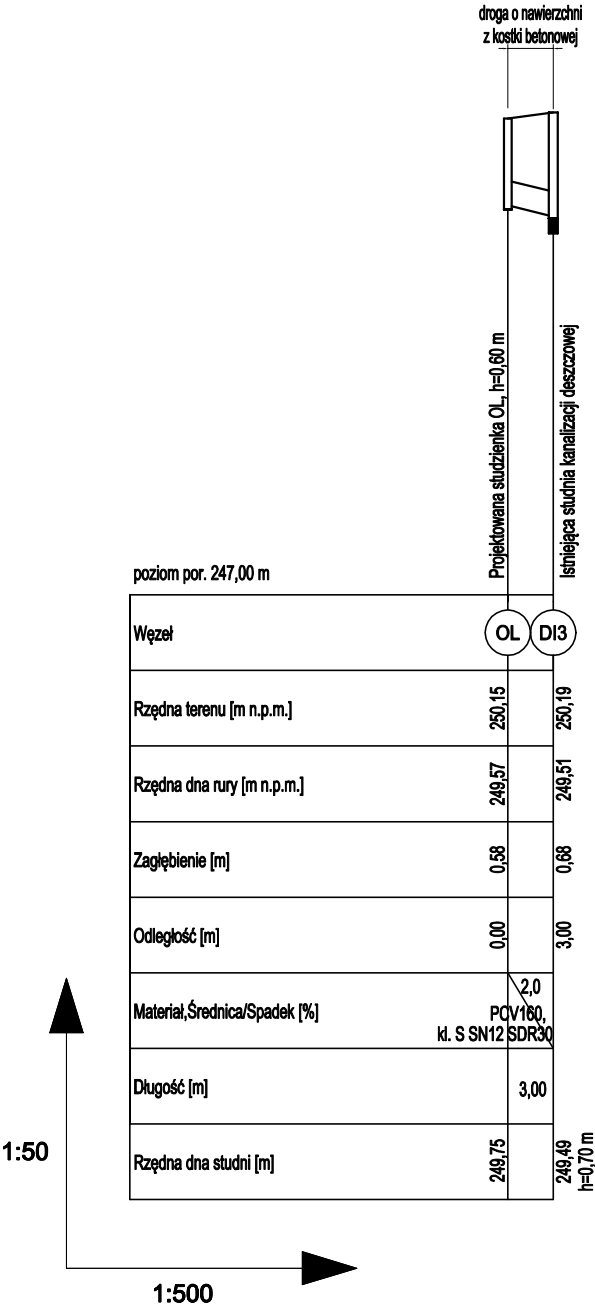 droga o nawierzchni
z kostki betonowej
Projektowana studzienka OL, h=0,60 m
Istniejąca studnia kanalizacji deszczowej
poziom por. 247,00 m
Węzeł OL DI3
Rzędna terenu [m n.p.m.] 250,15 250,19
Rzędna dna rury [m n.p.m.] 249,57 249,51
Zagłębienie [m] 0,58 0,68
Odległość [m] 0,00 3,00
Materiał,Średnica/Spadek [%] 2,0
PCV160,
kl. S SN12 SDR30
Długość [m] 3,00
Rzędna dna studni [m] 249,75 249,49
h=0,70 m
1:50
1:500